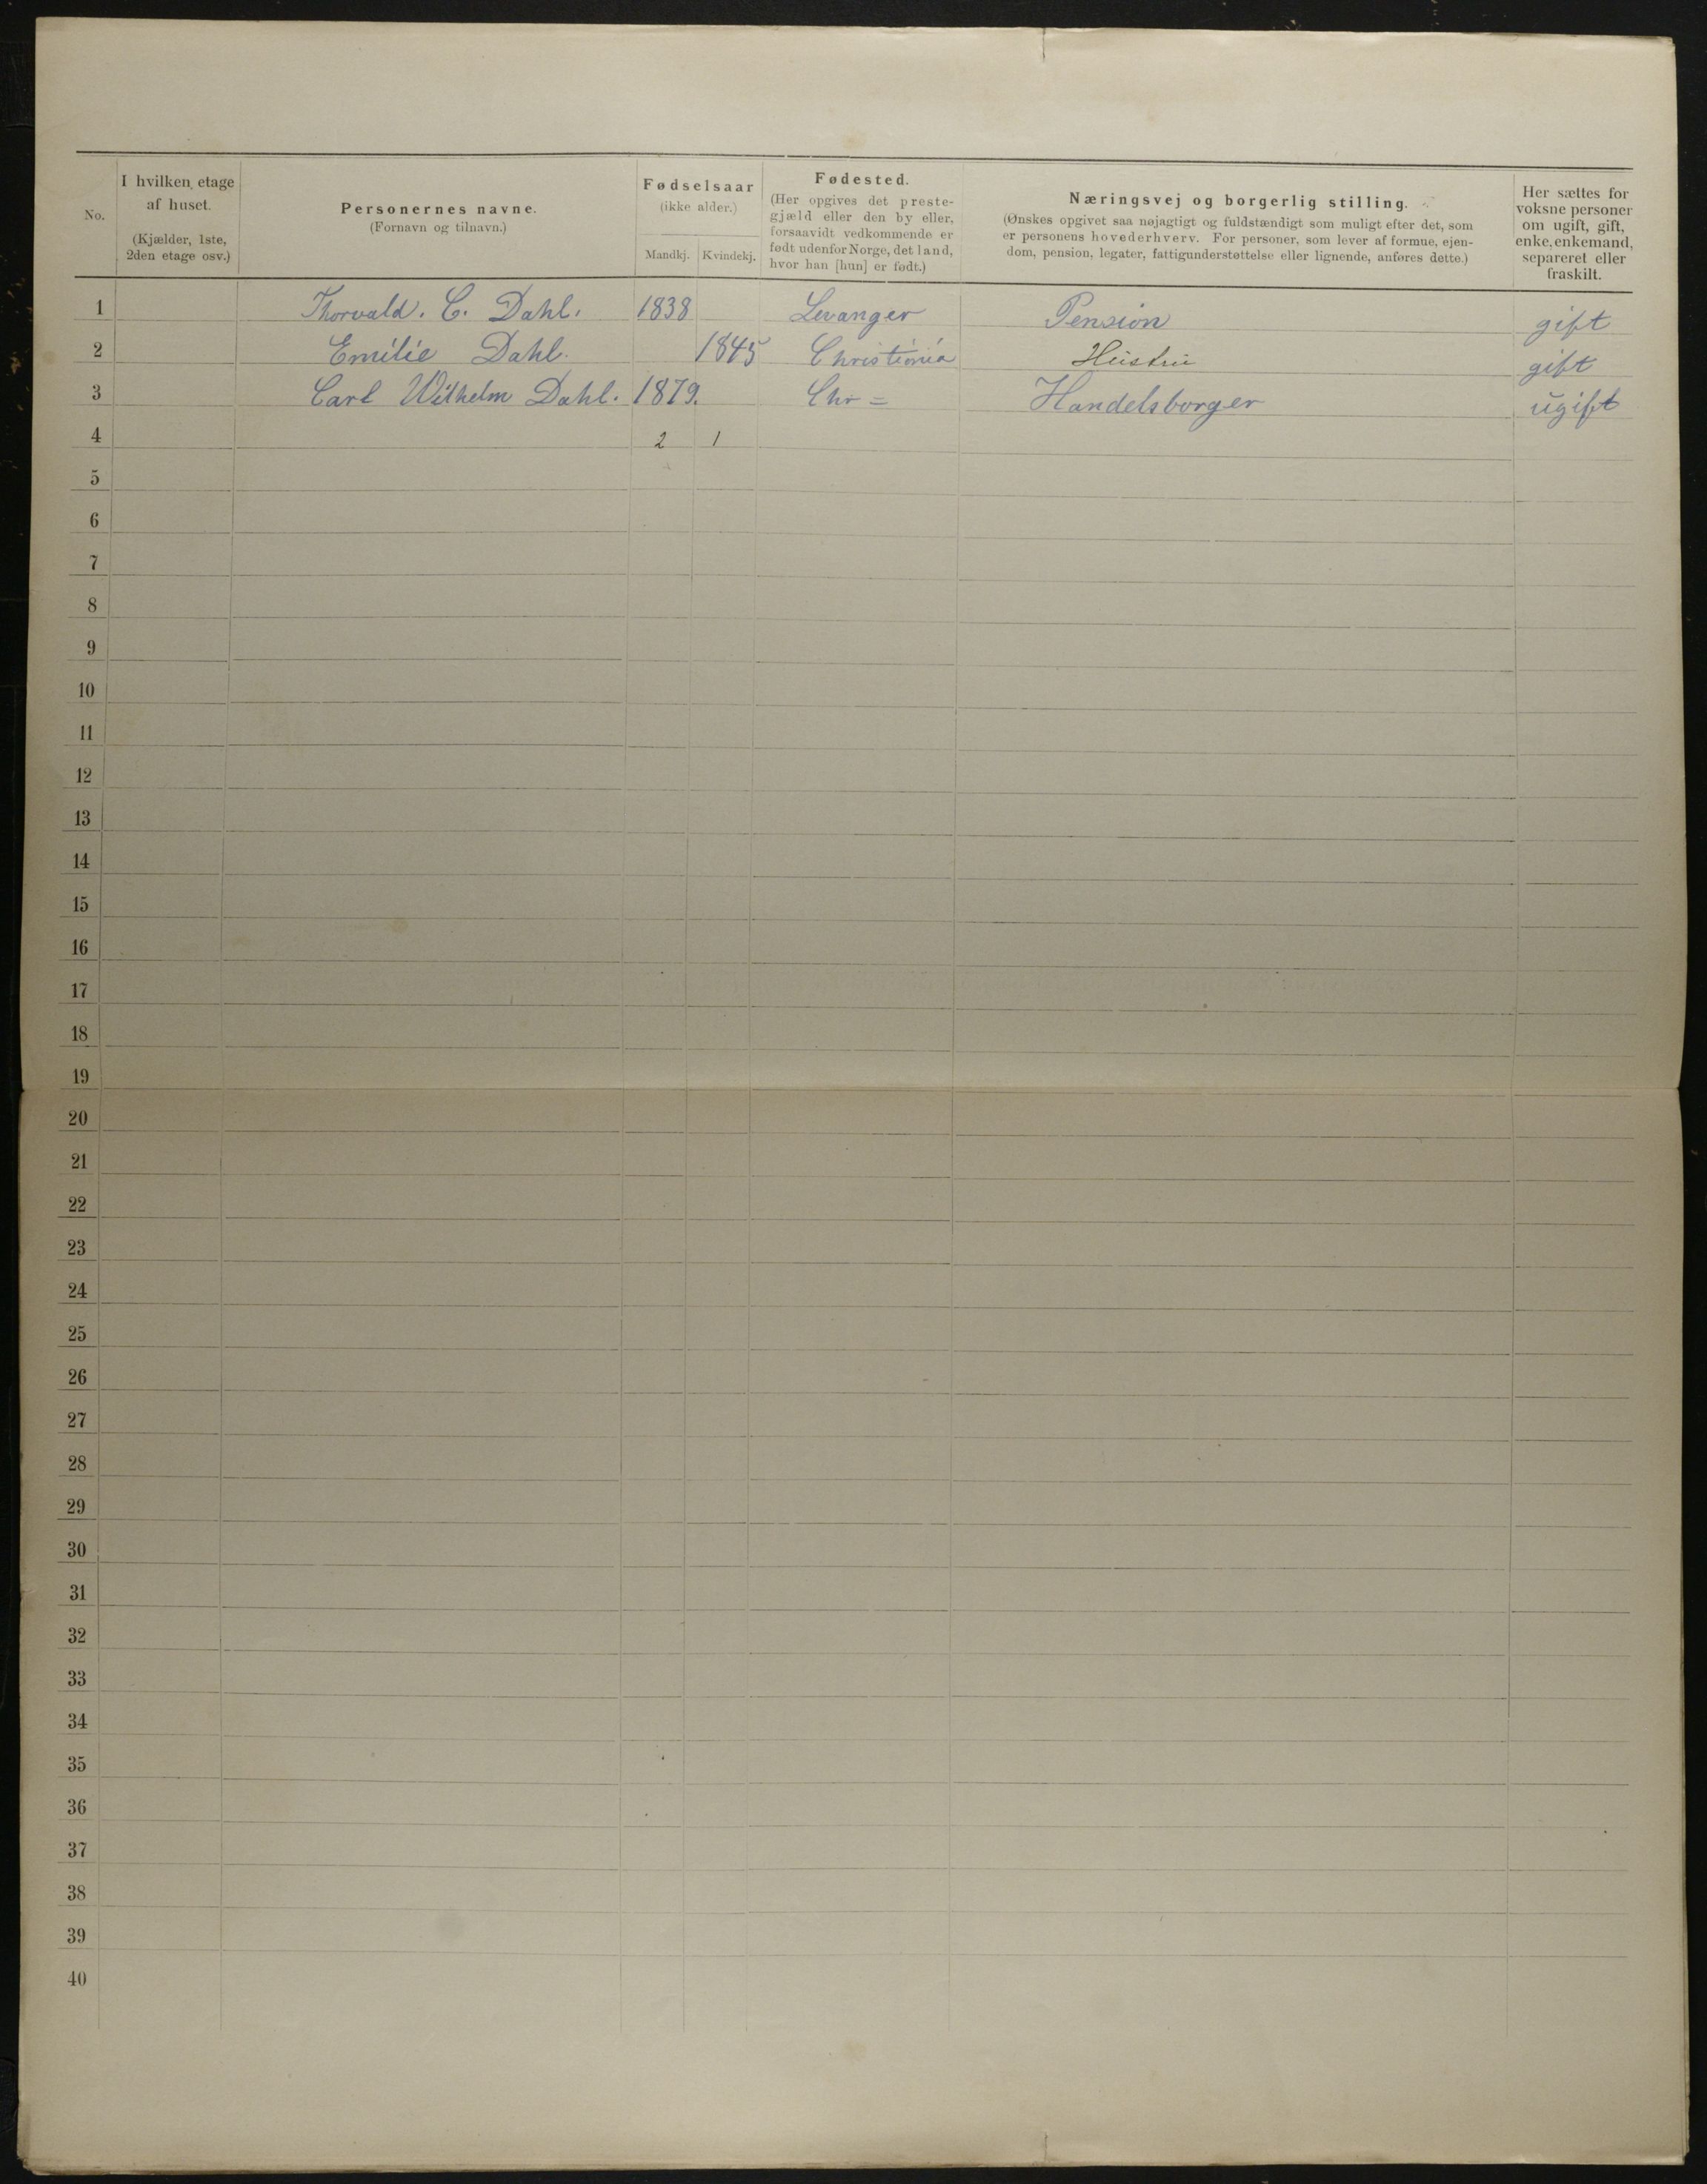 No.
I hvilken etage
af huset.
(Kjælder, 1ste,
2den etage osv.)
Personernes navne.
(Fornavn og tilnavn.)
Fødselsaar
(ikke alder.)
Mandkj. Kvindekj.
Fødested.
(Her opgives det preste-
gjæld eller den by eller,
forsaavidt vedkommende er
født udenfor Norge, det land,
hvor han [hun] er født.)
Næringsvej og borgerlig stilling.
(Ønskes opgivet saa nøjagtigt og fuldstændigt som muligt efter det, som
er personens hovederhverv. For personer, som lever af formue, ejen-
dom, pension, legater, fattigunderstøttelse eller lignende, anføres dette.)
Her sættes for
voksne personer
om ugift, gift,
enke, enkemand,
separeret eller
fraskilt.
1 Thorvald. C. Dahl. 1838 Levanger Pension gift
2 Emilie Dahl. 1845 Christiania Hustru gift
3 Carl Wilhelm Dahl. 1879. Chr = Handelsborger ugift
4 2 1
5
6
7
8
9
10
11
12
13
14
15
16
17
18
19
20
21
22
23
24
25
26
27
28
29
30
31
32
33
34
35
36
37
38
39
40